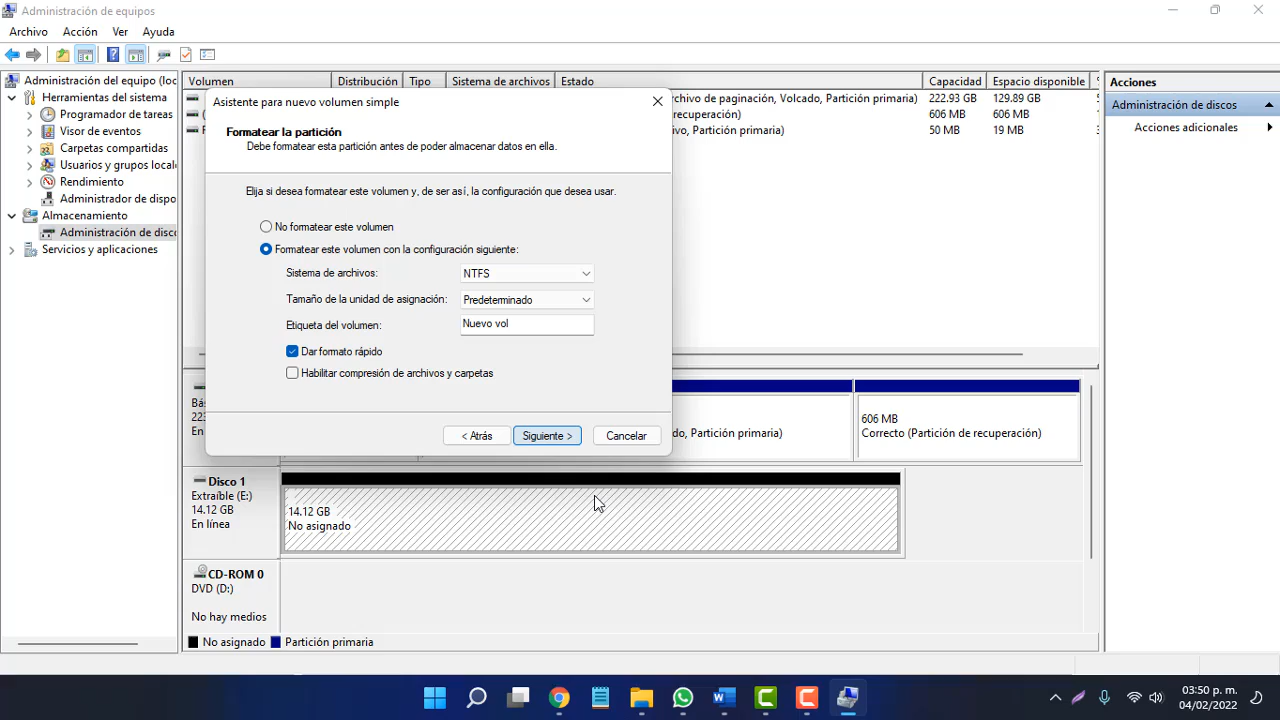 Administración de equipos
Archivo Acción Ver Ayuda
Administración del equipo (loc
Herramientas del sistema
Programador de tareas
Visor de eventos
Carpetas compartidas
Usuarios y grupos locale
Rendimiento
Administrador de dispo
Almacenamiento
Administración de disco
Servicios y aplicaciones
Volumen Distribución Tipo Sistema de archivos Estado Capacidad Espacio disponible
rchivo de paginación, Volcado, Partición primaria) 222.93 GB 129.89 GB
recuperación) 606 MB 606 MB
ivo, Partición primaria) 50 MB 19 MB
Asistente para nuevo volumen simple
Formatear la partición
Debe formatear esta partición antes de poder almacenar datos en ella.
Elija si desea formatear este volumen y, de ser así, la configuración que desea usar.
No formatear este volumen
Formatear este volumen con la configuración siguiente:
Sistema de archivos: NTFS
Tamaño de la unidad de asignación: Predeterminado
Etiqueta del volumen: Nuevo vol
Dar formato rápido
Habilitar compresión de archivos y carpetas
< Atrás Siguiente > Cancelar
Acciones
Administración de discos
Acciones adicionales
Bás
En
do, Partición primaria)
606 MB
Correcto (Partición de recuperación)
Disco 1
Extraíble (E:)
14.12 GB
En línea
14.12 GB
No asignado
CD-ROM 0
DVD (D:)
No hay medios
No asignado Partición primaria
03:50 p. m.
04/02/2022